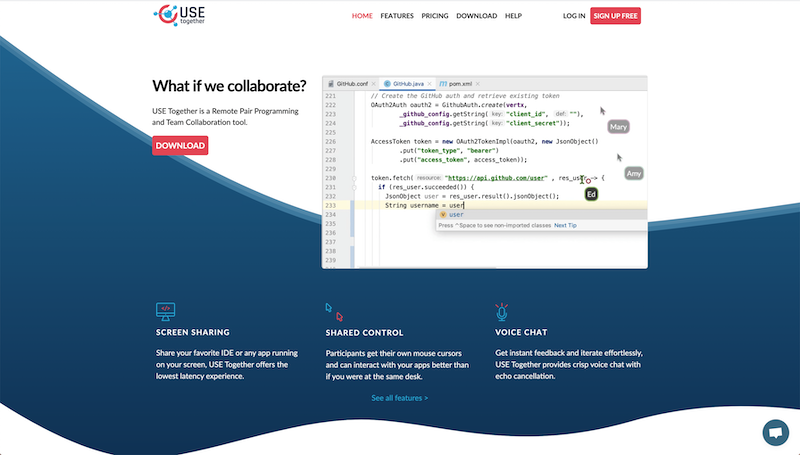 USE
together
HOME FEATURES PRICING DOWNLOAD HELP LOG IN SIGN UP FREE
What if we collaborate?
USE Together is a Remote Pair Programming
and Team Collaboration tool.
DOWNLOAD
GitHub.conf GitHub.java pom.xml
221 // Create the GitHub auth and retrieve existing token
222 OAuth2Auth oauth2 = GithubAuth.create(vertx,
223 _github_config.getString( key: "client_id", def: ""),
224 _github_config.getString( key: "client_secret"));
225
226 AccessToken token = new OAuth2TokenImpl(oauth2, new JsonObject()
227 .put("token_type", "bearer")
228 .put("access_token", access_token));
229
230 token.fetch( resource: "https://api.github.com/user" , res_user -> {
231 if (res_user.succeeded()) {
232 JsonObject user = res_user.result().jsonObject();
233 String username = user
234
235
236
237
238
239
Mary
Amy
Ed
user
Press ^Space to see non-imported classes Next Tip
SCREEN SHARING
Share your favorite IDE or any app running
on your screen, USE Together offers the
lowest latency experience.
SHARED CONTROL
Participants get their own mouse cursors
and can interact with your apps better than
if you were at the same desk.
VOICE CHAT
Get instant feedback and iterate effortlessly,
USE Together provides crisp voice chat with
echo cancellation.
See all features >